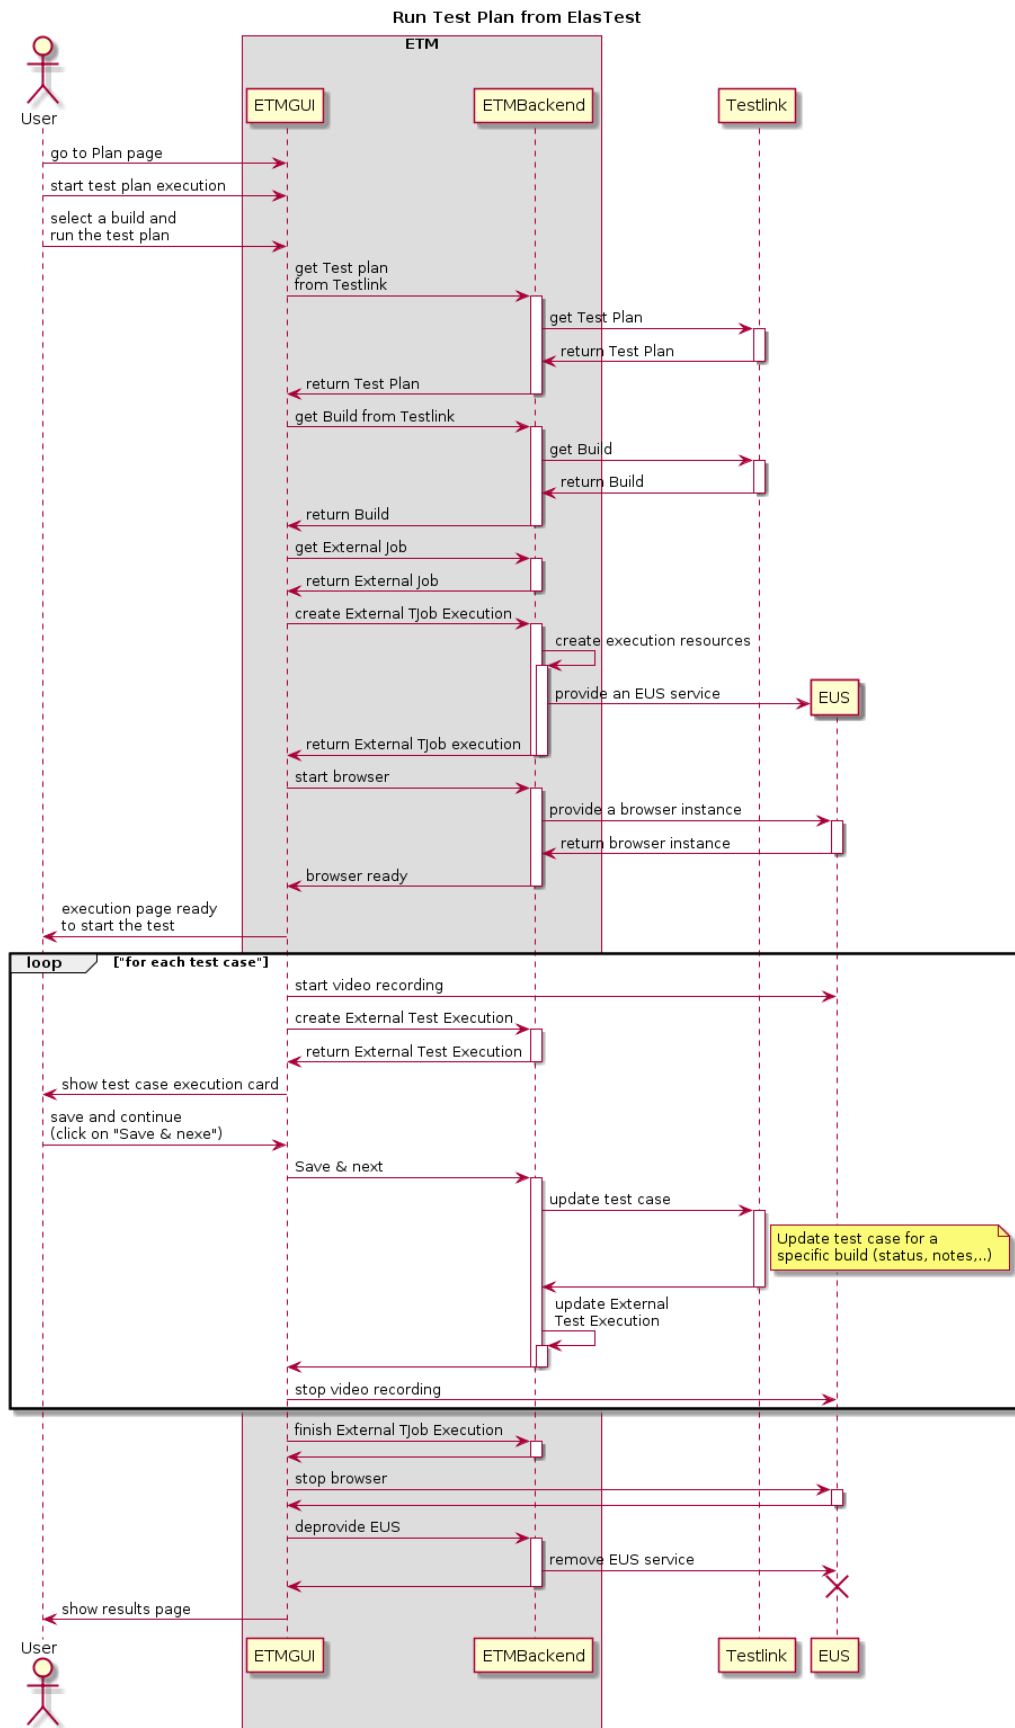 Run Test Plan from ElasTest
ETM
User
ETMGUI
ETMBackend
Testlink
go to Plan page
start test plan execution
select a build and
run the test plan
get Test plan
from Testlink
get Test Plan
return Test Plan
return Test Plan
get Build from Testlink
get Build
return Build
return Build
get External Job
return External Job
create External TJob Execution
create execution resources
provide an EUS service
EUS
return External TJob execution
start browser
provide a browser instance
return browser instance
browser ready
execution page ready
to start the test
loop
["for each test case"]
start video recording
create External Test Execution
return External Test Execution
show test case execution card
save and continue
(click on "Save & nexe")
Save & next
update test case
Update test case for a
specific build (status, notes,..)
update External
Test Execution
stop video recording
finish External TJob Execution
stop browser
deprovide EUS
remove EUS service
show results page
User
ETMGUI
ETMBackend
Testlink
EUS